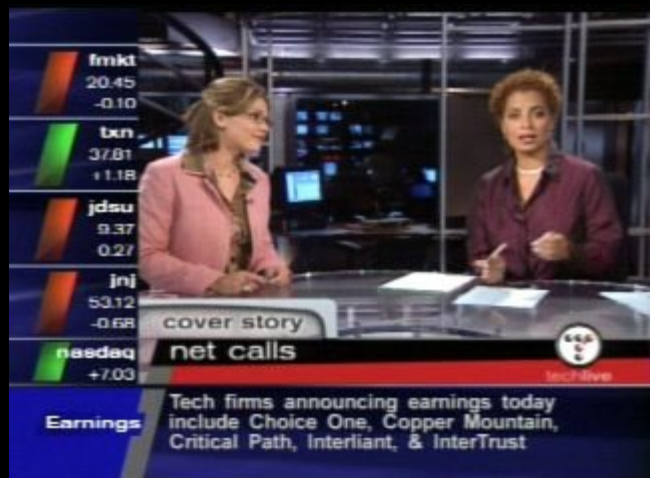 fmkt
20.45
-0.10
txn
37.81
+1.18
jdsu
9.37
0.27
jnj
53.12
-0.68
nasdaq
+7.03
cover story
net calls
techlive
Earnings
Tech firms announcing earnings today
include Choice One, Copper Mountain,
Critical Path, Interliant, & InterTrust